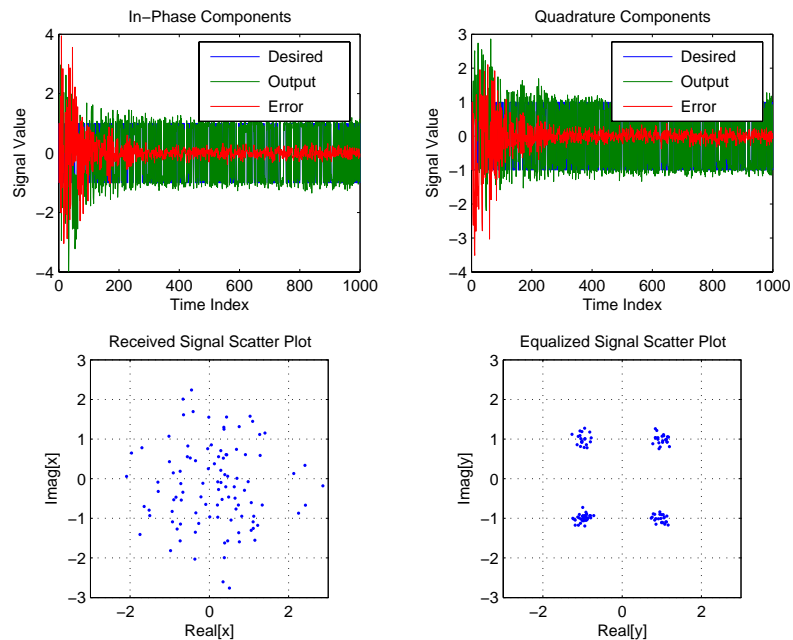 In−Phase Components
4
2
0
−2
−4
0
200
400
600
800
1000
Signal Value
Time Index
Desired
Output
Error
Quadrature Components
3
2
1
0
−1
−2
−3
−4
0
200
400
600
800
1000
Signal Value
Time Index
Desired
Output
Error
Received Signal Scatter Plot
3
2
1
0
−1
−2
−3
−2
0
2
Imag[x]
Real[x]
Equalized Signal Scatter Plot
3
2
1
0
−1
−2
−3
−2
0
2
Imag[y]
Real[y]